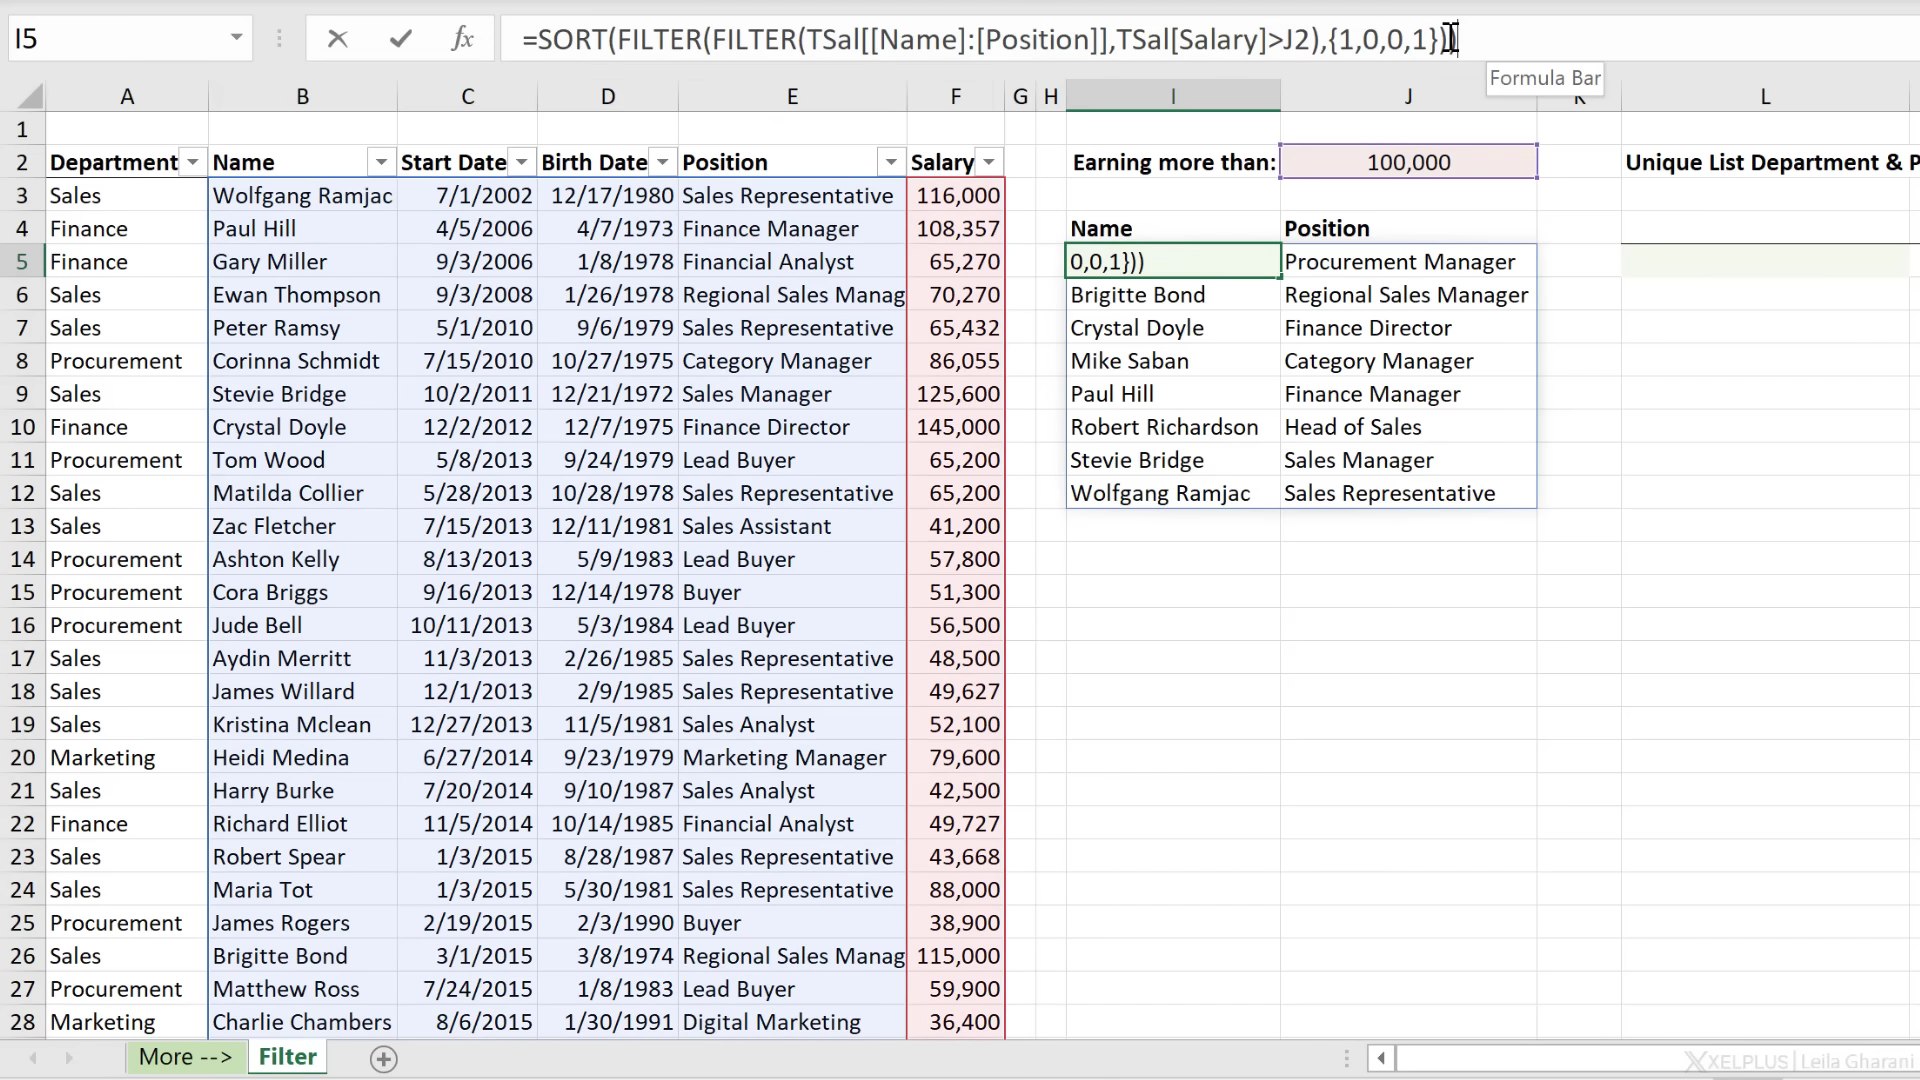 I5 =SORT(FILTER(FILTER(TSal[[Name]:[Position]],TSal[Salary]>J2),{1,0,0,1}))
Formula Bar
A B C D E F G H I J K L
1
2 Department Name Start Date Birth Date Position Salary Earning more than: 100,000 Unique List Department & P
3 Sales Wolfgang Ramjac 7/1/2002 12/17/1980 Sales Representative 116,000
4 Finance Paul Hill 4/5/2006 4/7/1973 Finance Manager 108,357 Name Position
5 Finance Gary Miller 9/3/2006 1/8/1978 Financial Analyst 65,270 0,0,1})) Procurement Manager
6 Sales Ewan Thompson 9/3/2008 1/26/1978 Regional Sales Manag 70,270 Brigitte Bond Regional Sales Manager
7 Sales Peter Ramsy 5/1/2010 9/6/1979 Sales Representative 65,432 Crystal Doyle Finance Director
8 Procurement Corinna Schmidt 7/15/2010 10/27/1975 Category Manager 86,055 Mike Saban Category Manager
9 Sales Stevie Bridge 10/2/2011 12/21/1972 Sales Manager 125,600 Paul Hill Finance Manager
10 Finance Crystal Doyle 12/2/2012 12/7/1975 Finance Director 145,000 Robert Richardson Head of Sales
11 Procurement Tom Wood 5/8/2013 9/24/1979 Lead Buyer 65,200 Stevie Bridge Sales Manager
12 Sales Matilda Collier 5/28/2013 10/28/1978 Sales Representative 65,200 Wolfgang Ramjac Sales Representative
13 Sales Zac Fletcher 7/15/2013 12/11/1981 Sales Assistant 41,200
14 Procurement Ashton Kelly 8/13/2013 5/9/1983 Lead Buyer 57,800
15 Procurement Cora Briggs 9/16/2013 12/14/1978 Buyer 51,300
16 Procurement Jude Bell 10/11/2013 5/3/1984 Lead Buyer 56,500
17 Sales Aydin Merritt 11/3/2013 2/26/1985 Sales Representative 48,500
18 Sales James Willard 12/1/2013 2/9/1985 Sales Representative 49,627
19 Sales Kristina Mclean 12/27/2013 11/5/1981 Sales Analyst 52,100
20 Marketing Heidi Medina 6/27/2014 9/23/1979 Marketing Manager 79,600
21 Sales Harry Burke 7/20/2014 9/10/1987 Sales Analyst 42,500
22 Finance Richard Elliot 11/5/2014 10/14/1985 Financial Analyst 49,727
23 Sales Robert Spear 1/3/2015 8/28/1987 Sales Representative 43,668
24 Sales Maria Tot 1/3/2015 5/30/1981 Sales Representative 88,000
25 Procurement James Rogers 2/19/2015 2/3/1990 Buyer 38,900
26 Sales Brigitte Bond 3/1/2015 3/8/1974 Regional Sales Manag 115,000
27 Procurement Matthew Ross 7/24/2015 1/8/1983 Lead Buyer 59,900
28 Marketing Charlie Chambers 8/6/2015 1/30/1991 Digital Marketing 36,400
More --> Filter
XELPLUS | Leila Gharani